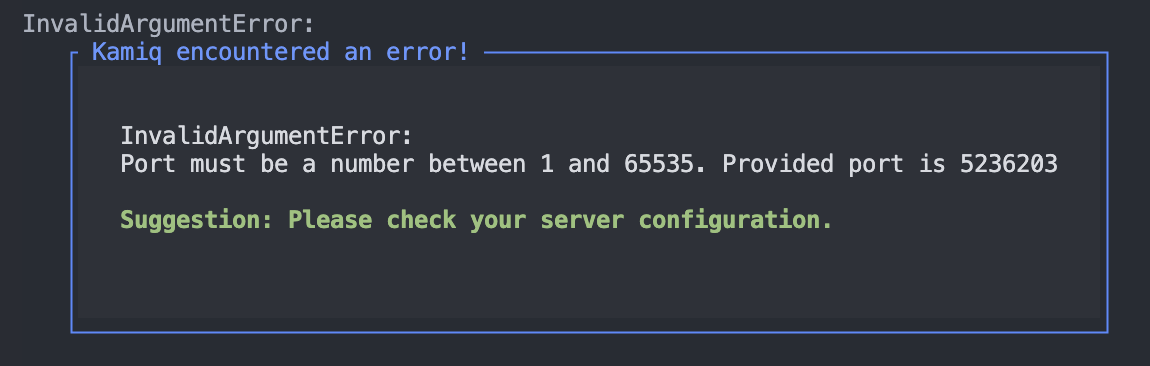 InvalidArgumentError:
Kamiq encountered an error!
InvalidArgumentError:
Port must be a number between 1 and 65535. Provided port is 5236203
Suggestion: Please check your server configuration.